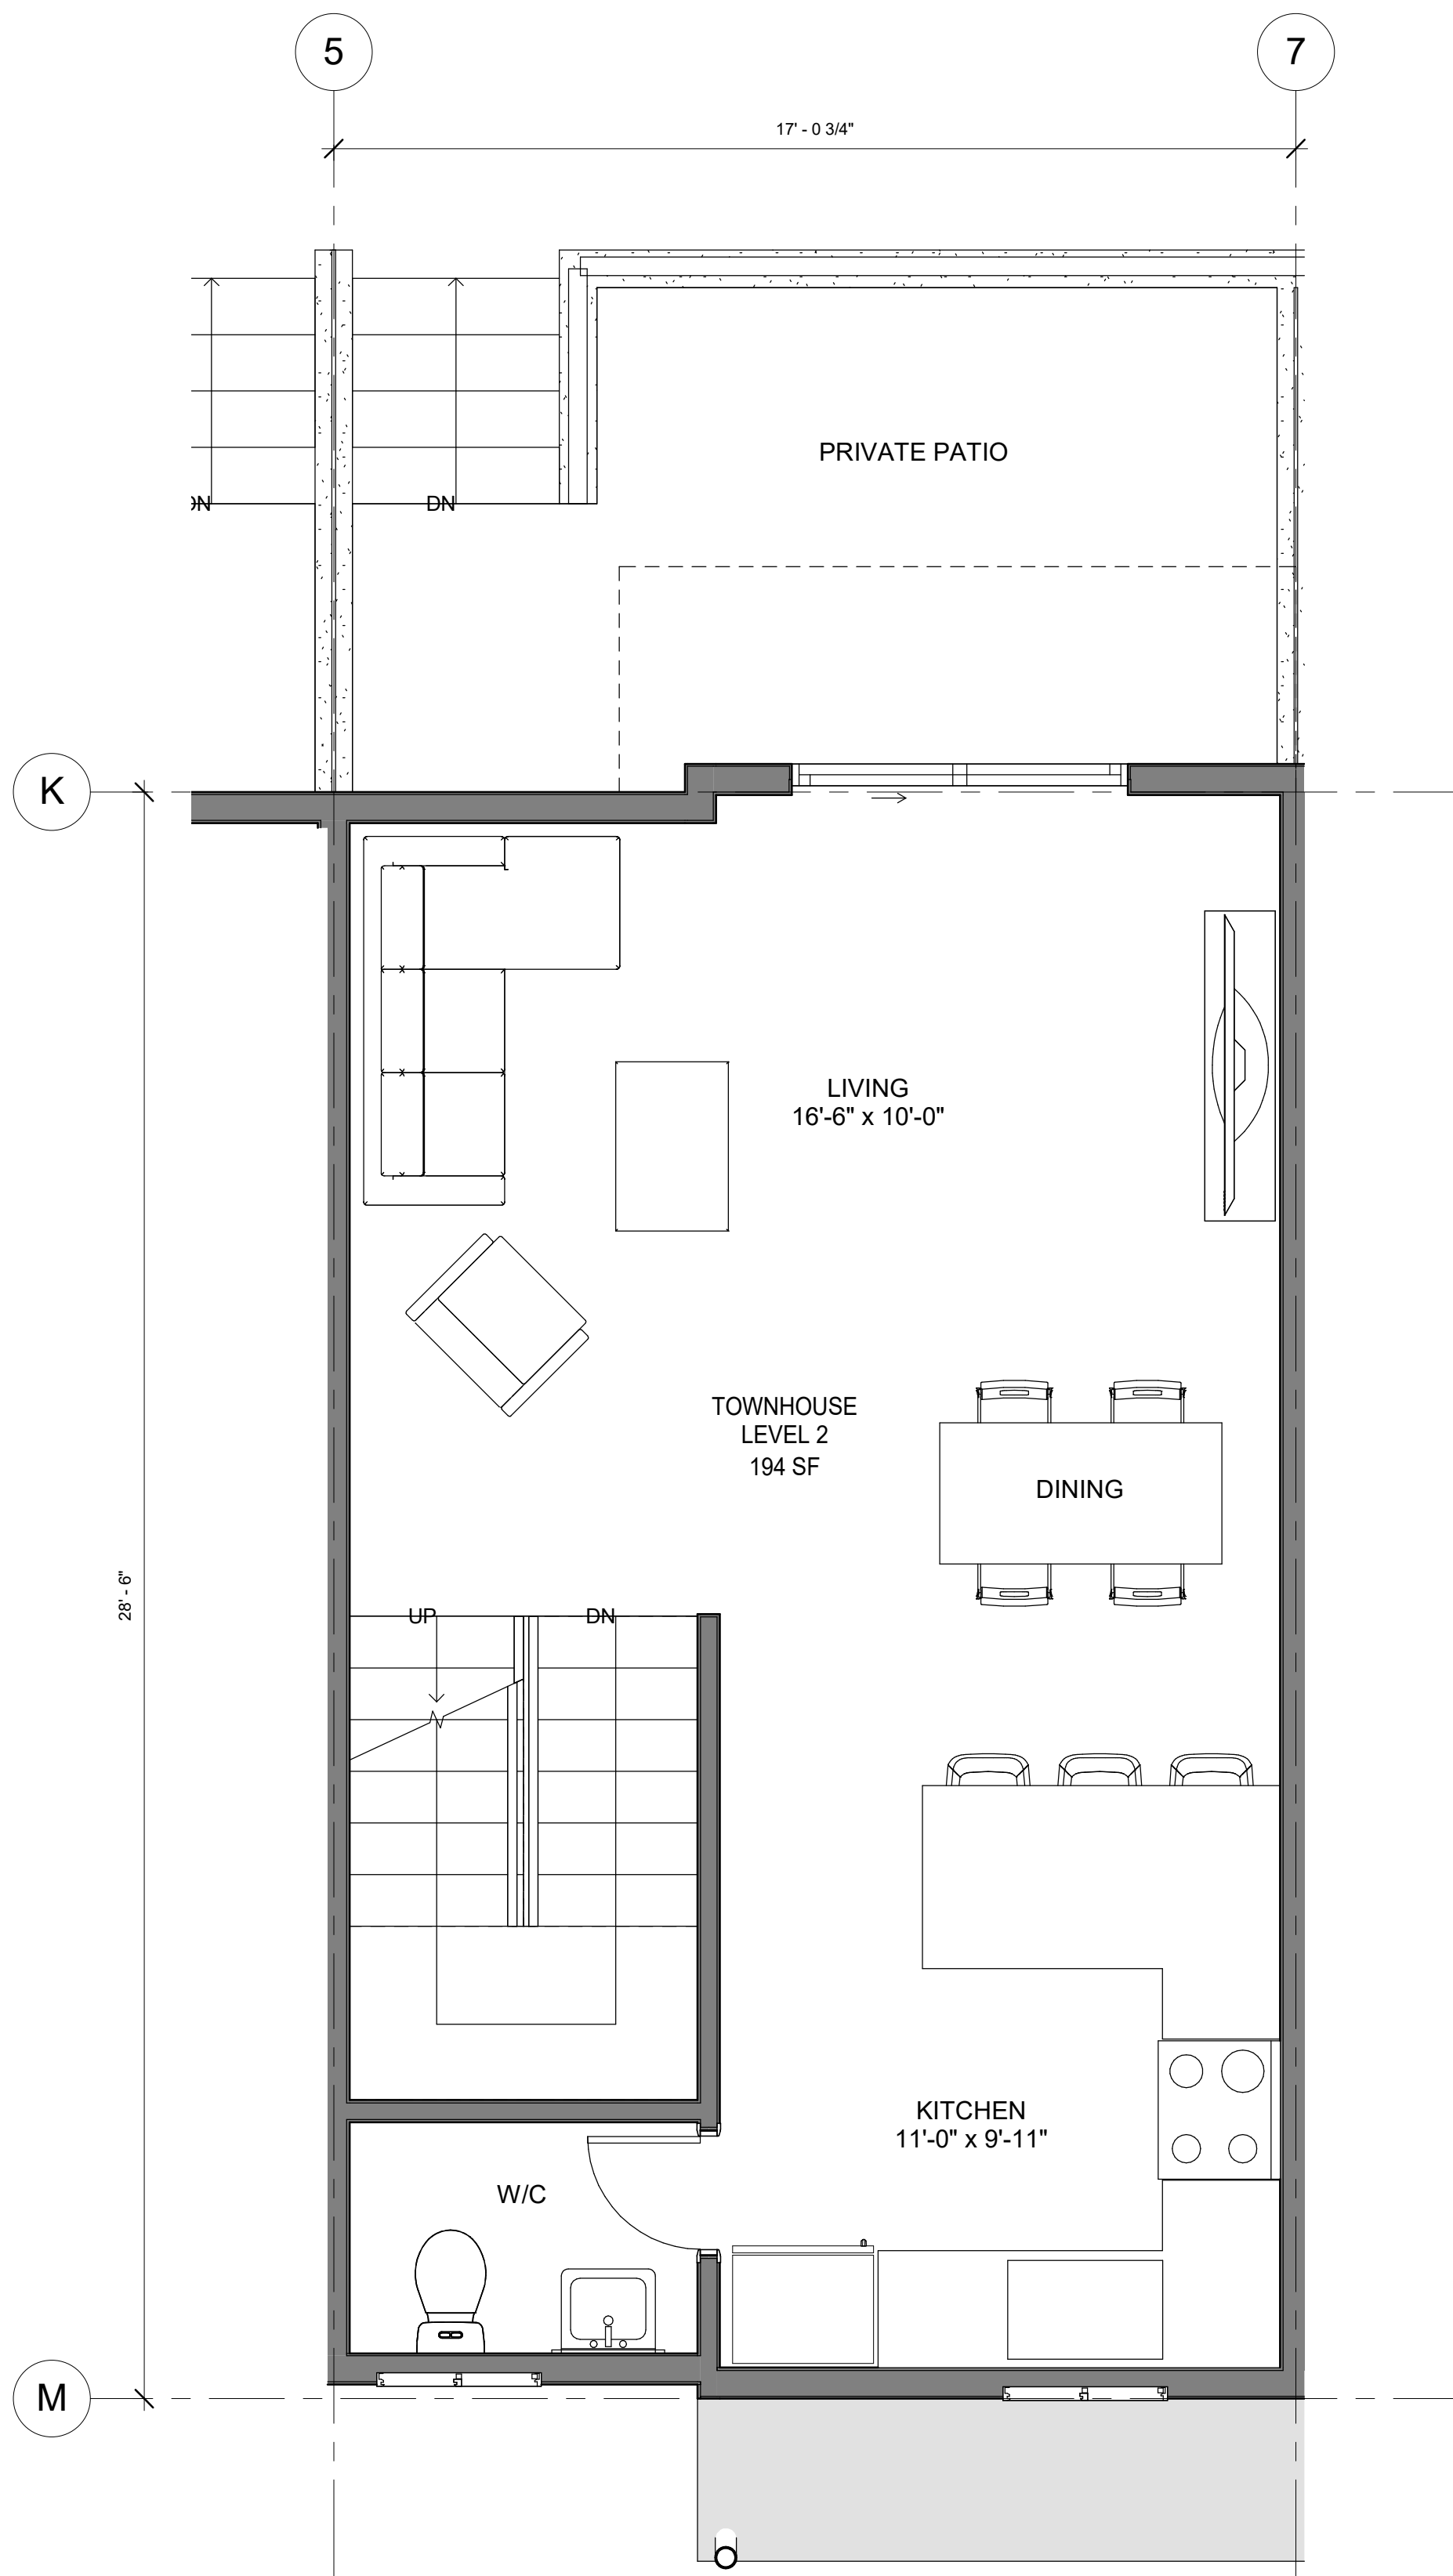 5
7
17' - 0 3/4"
PRIVATE PATIO
DN
DN
K
LIVING
16'-6" x 10'-0"
TOWNHOUSE
LEVEL 2
194 SF
DINING
28' - 6"
UP
DN
KITCHEN
11'-0" x 9'-11"
W/C
M